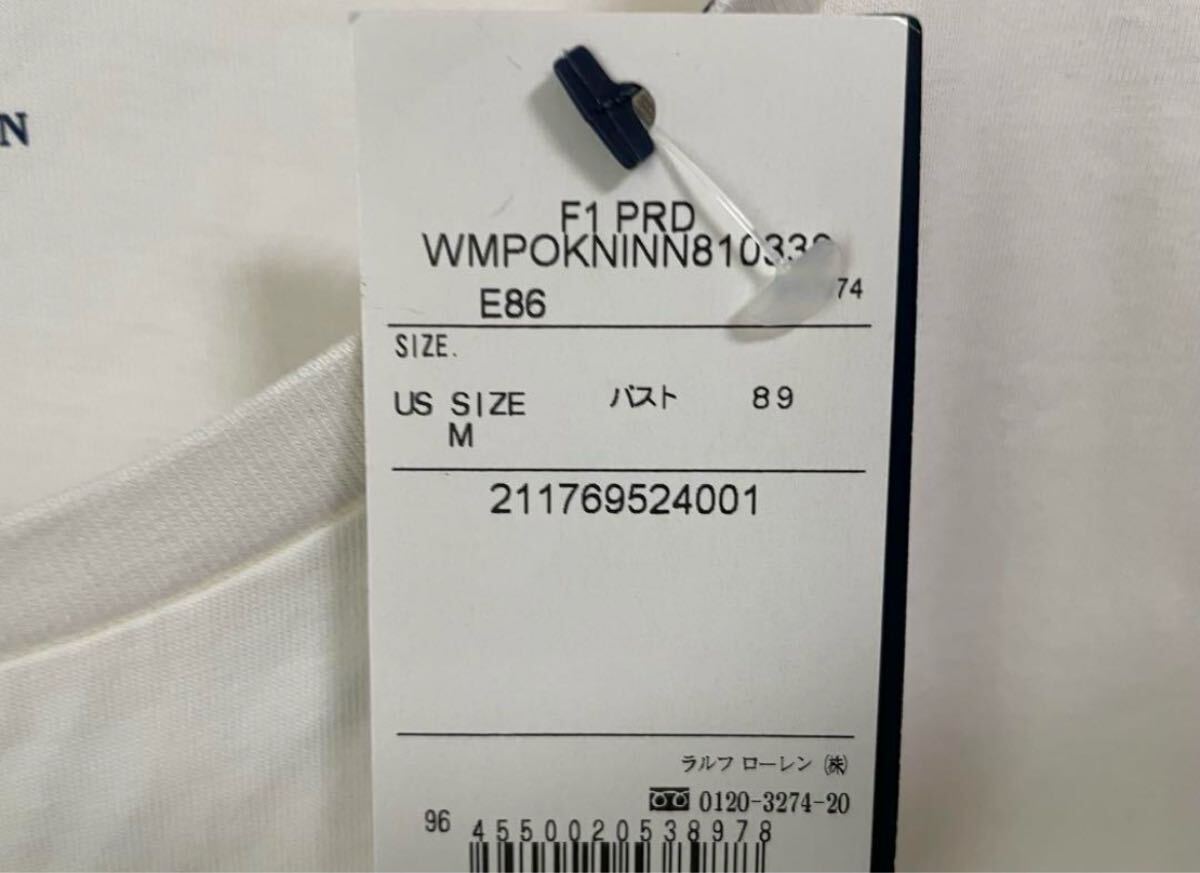 N
F1 PRD
E86
74
SIZE.
US SIZE バスト 89
M
211769524001
ラルフ ローレン ㈱
0120-3274-20
96 4550020538978